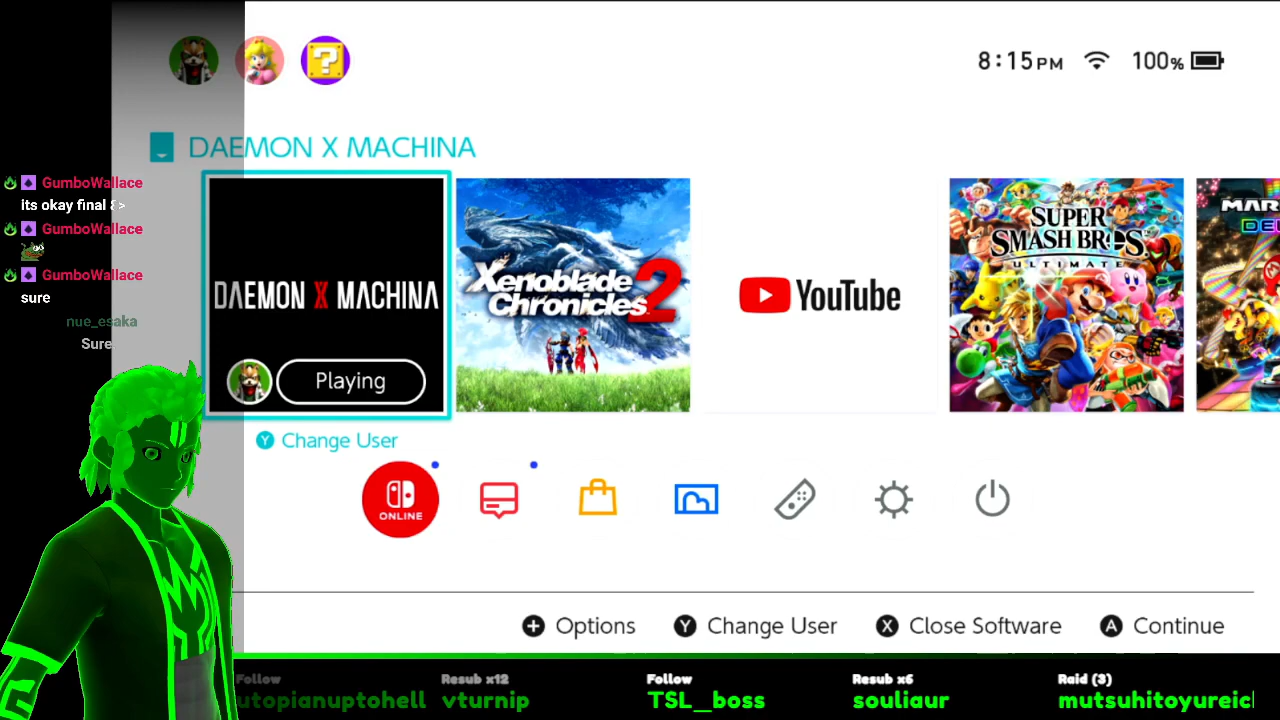 8:15 PM
100%
DAEMON X MACHINA
GumboWallace
its okay final
GumboWallace
GumboWallace
sure
nue_esaka
Sure
DAEMON X MACHINA
Playing
Xenoblade Chronicles 2
YouTube
SUPER SMASH BROS. ULTIMATE
Y Change User
ONLINE
+ Options
Y Change User
X Close Software
A Continue
Follow
utopianuptohell
Resub x12
vturnip
Follow
TSL_boss
Resub x6
souliaur
Raid (3)
mutsuhitoyureic